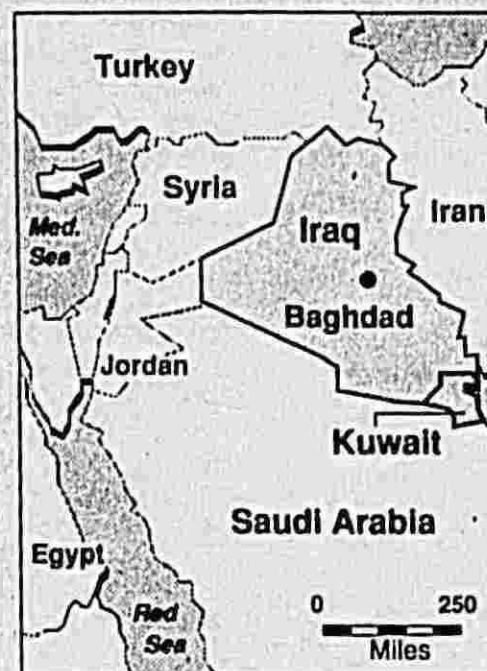 Turkey
Syria
Med.
Sea
Iraq
Iran
Baghdad
Jordan
Kuwait
Saudi Arabia
Egypt
Red
Sea
0 250
Miles